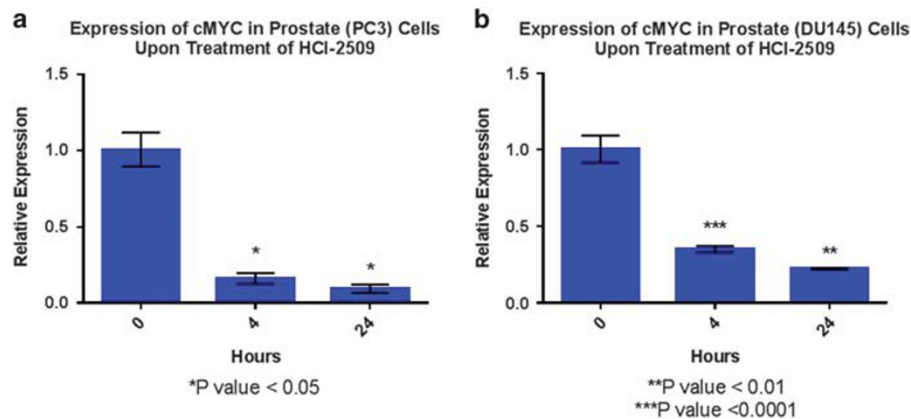 a
Expression of cMYC in Prostate (PC3) Cells
Upon Treatment of HCI-2509
Relative Expression
1.5
1.0
0.5
0.0
*
*
0
4
24
Hours
*P value < 0.05
b
Expression of cMYC in Prostate (DU145) Cells
Upon Treatment of HCI-2509
Relative Expression
1.5
1.0
0.5
0.0
***
**
0
4
24
Hours
**P value < 0.01
***P value <0.0001